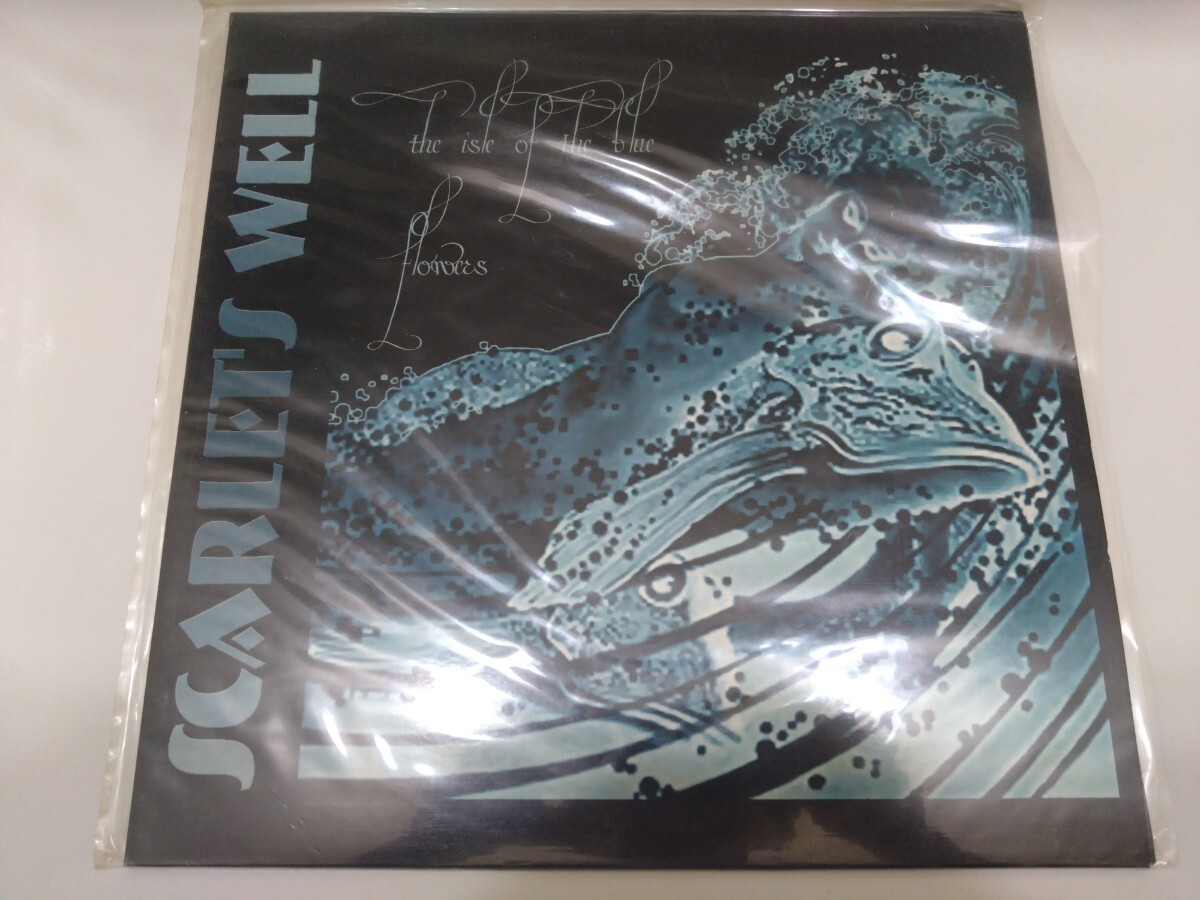 SCARLET'S WELL
the isle of the blue
flowers